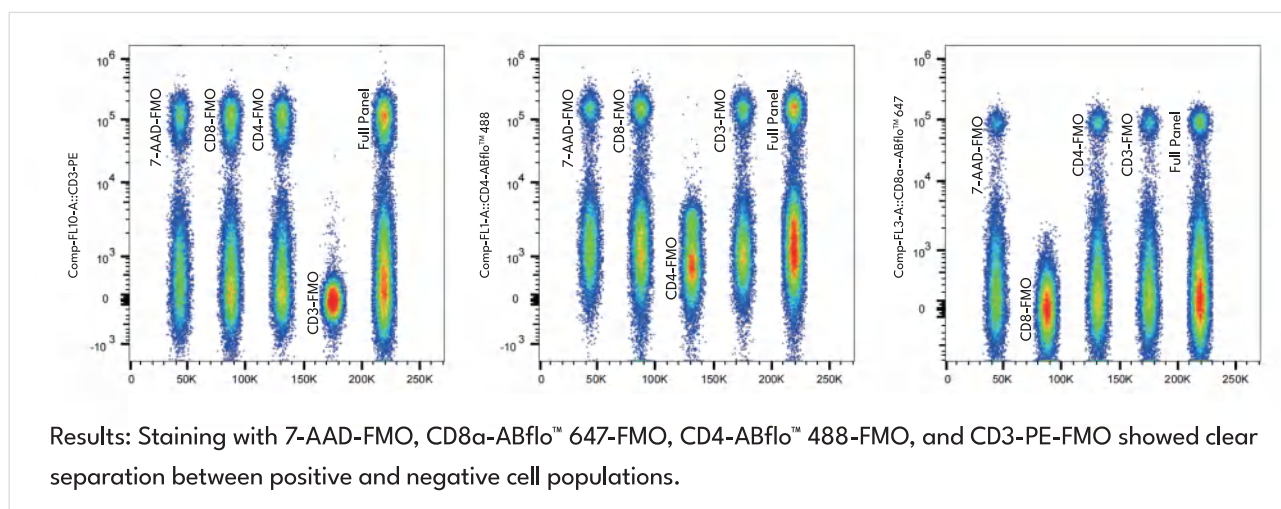 10⁶
10⁵
10⁴
10³
0
-10³
Comp-FL10-A::CD3-PE
7-AAD-FMO
CD8-FMO
CD4-FMO
CD3-FMO
Full Panel
0 50K 100K 150K 200K 250K
10⁶
10⁵
10⁴
10³
0
-10³
Comp-FL1-A::CD4-ABflo™ 488
7-AAD-FMO
CD8-FMO
CD4-FMO
CD3-FMO
Full Panel
0 50K 100K 150K 200K 250K
10⁶
10⁵
10⁴
10³
0
Comp-FL3-A::CD8a-ABflo™ 647
7-AAD-FMO
CD8-FMO
CD4-FMO
CD3-FMO
Full Panel
0 50K 100K 150K 200K 250K
Results: Staining with 7-AAD-FMO, CD8a-ABflo™ 647-FMO, CD4-ABflo™ 488-FMO, and CD3-PE-FMO showed clear
separation between positive and negative cell populations.